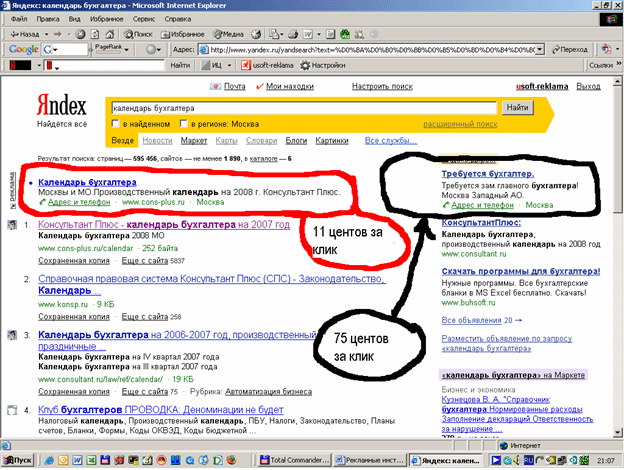 Яндекс: календарь бухгалтера - Microsoft Internet Explorer
Файл Правка Вид Избранное Сервис Справка
Назад Поиск Избранное Медиа
Google PageRank Адрес: http://www.yandex.ru/yandsearch?text=%D0%BA%D0%B0%D0%BB%D0%B5%D0%BD%D0%B4%D0% Переход
Найти ИЦ usoft-reklama Настройки Ссылки »
Почта Мои находки Настроить поиск usoft-reklama Выход
Яndex
Найдётся всё
календарь бухгалтера Найти
в найденном в регионе: Москва расширенный поиск
Везде Новости Маркет Карты Словари Блоги Картинки Все службы...
Результат поиска: страниц — 595 456, сайтов — не менее 1 890, в каталоге — 6
реклама
Календарь бухгалтера
Москвы и МО.Производственный календарь на 2008 г. Консультант Плюс.
Адрес и телефон · www.cons-plus.ru · Москва
Требуется бухгалтер.
Требуется зам.главного бухгалтера!
Москва Западный АО.
Адрес и телефон · Москва
11 центов за
клик
75 центов
за клик
1. Консультант Плюс - календарь бухгалтера на 2007 год
Календарь бухгалтера 2008 МО
www.cons-plus.ru/calendar · 252 байта
Сохраненная копия · Еще с сайта 5837
2. Справочная правовая система Консультант Плюс (СПС) - Законодательство,
Календарь ...
www.konsp.ru · 9 КБ
Сохраненная копия · Еще с сайта 258
3. Календарь бухгалтера на 2006-2007 год, производственный
праздничные ...
Календарь бухгалтера на IV квартал 2007 года
Календарь бухгалтера на III квартал 2007 года
www.consultant.ru/law/ref/calendar/ · 19 КБ
Сохраненная копия · Еще с сайта 75 · Рубрика: Автоматизация бизнеса
4. Клуб бухгалтеров ПРОВОДКА: Деноминации не будет
Налоговый календарь, Производственный календарь, ПБУ, Налоги, Законодательство, Планы
счетов, Бланки, Формы, Коды ОКВЭД, Коды бюджетной ...
КонсультантПлюс:
Календарь бухгалтера,
производственный календарь на 2008 год
www.consultant.ru
Скачать программы для бухгалтера!
Нужные программы. Все бухгалтерские
бланки в MS Excel бесплатно. Скачать!
www.buhsoft.ru
Все объявления 20 →
Разместить объявление по запросу
«календарь бухгалтера»
«календарь бухгалтера» на Маркете
Бизнес и экономика
Кузнецова В. А. "Справочник
бухгалтера:Нормированные расходы
Заполнение деклараций Ответственность
за нарушение ...
Интернет
Пуск Total Commander... Рекламные инст... Яндекс: кален... 21:07